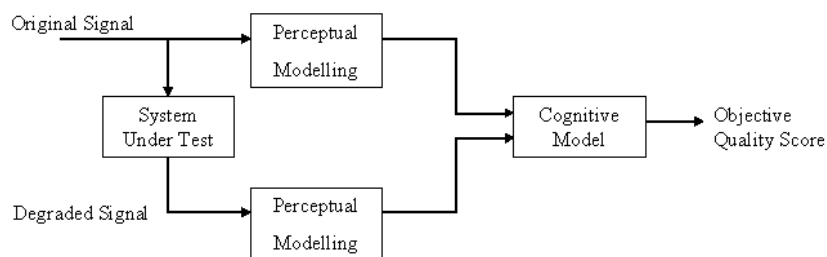 Original Signal
Perceptual
Modelling
System
Under Test
Cognitive
Model
Objective
Quality Score
Degraded Signal
Perceptual
Modelling